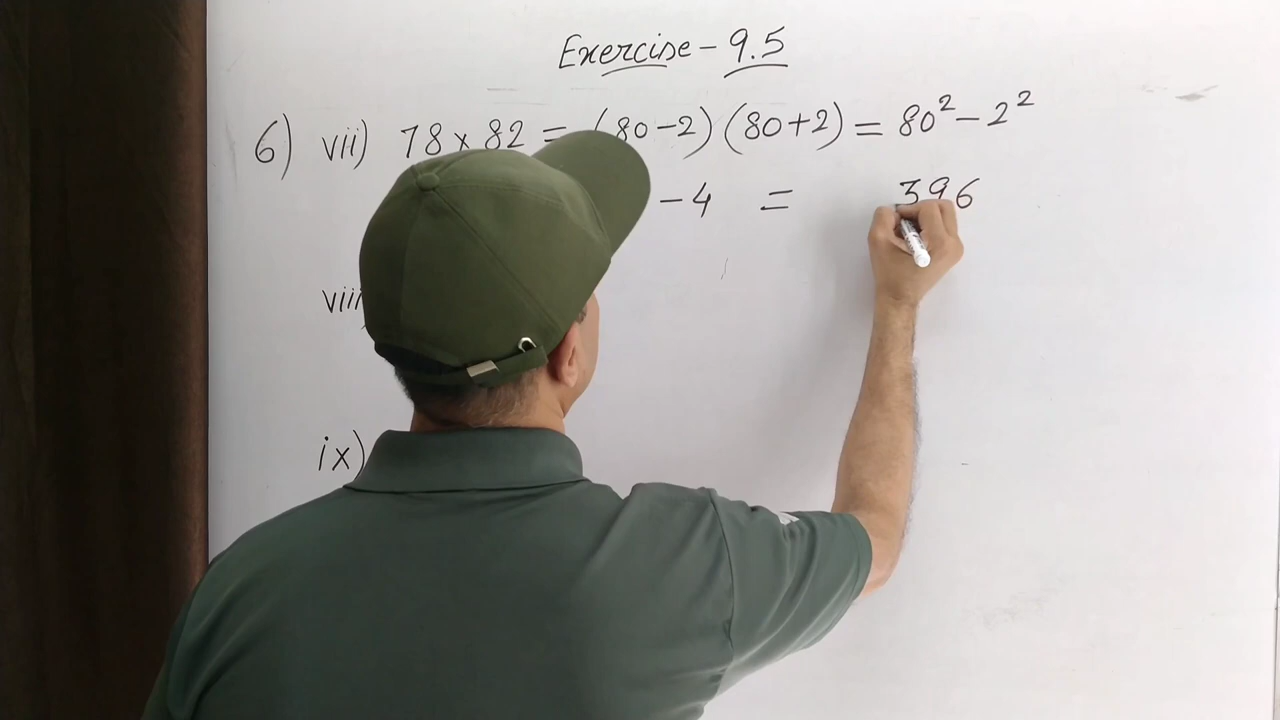 Exercise - 9.5
6) vii) 78 x 82 = (80-2) (80+2) = 80² - 2²
- 4 = 396
viii
ix)